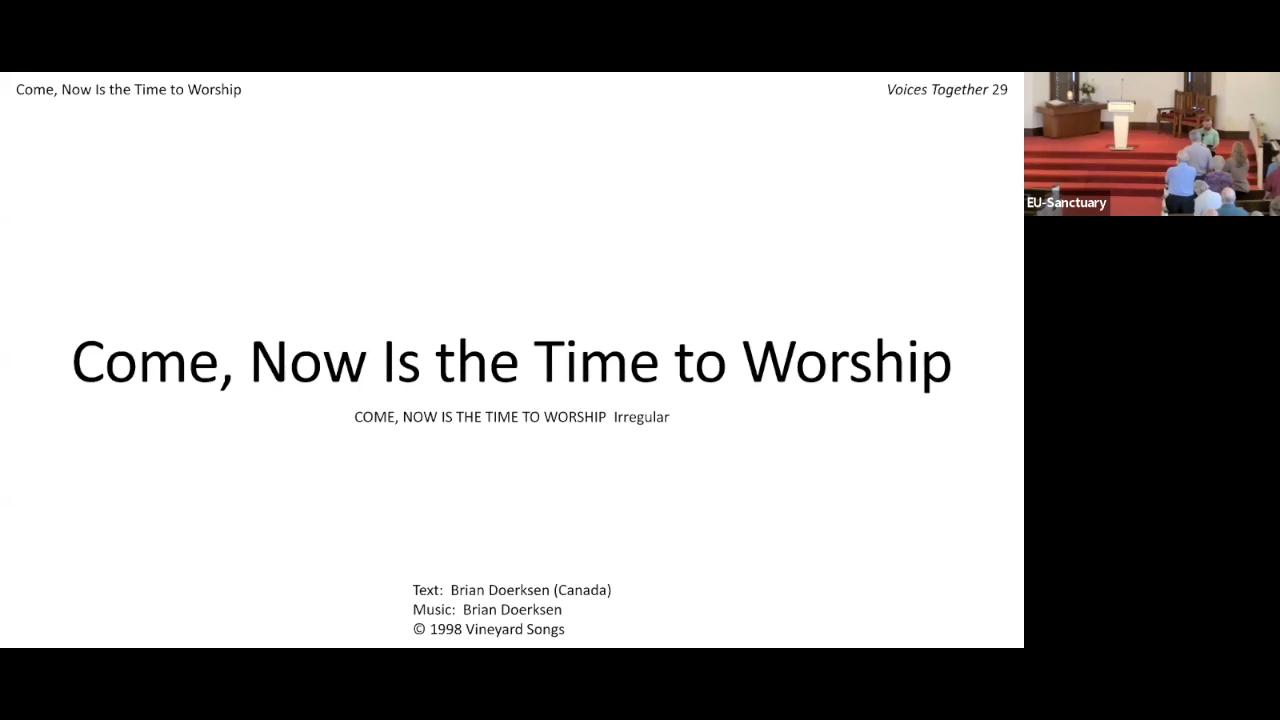 Come, Now Is the Time to Worship
Voices Together 29
EU-Sanctuary
Come, Now Is the Time to Worship
COME, NOW IS THE TIME TO WORSHIP Irregular
Text: Brian Doerksen (Canada)
Music: Brian Doerksen
© 1998 Vineyard Songs